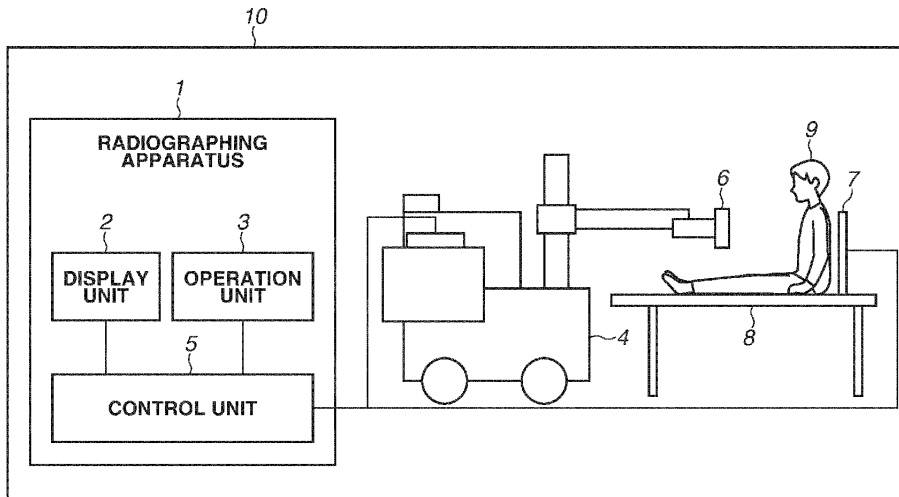 10
1
RADIOGRAPHING
APPARATUS
2
3
DISPLAY
UNIT
OPERATION
UNIT
5
CONTROL UNIT
4
6
9
7
8